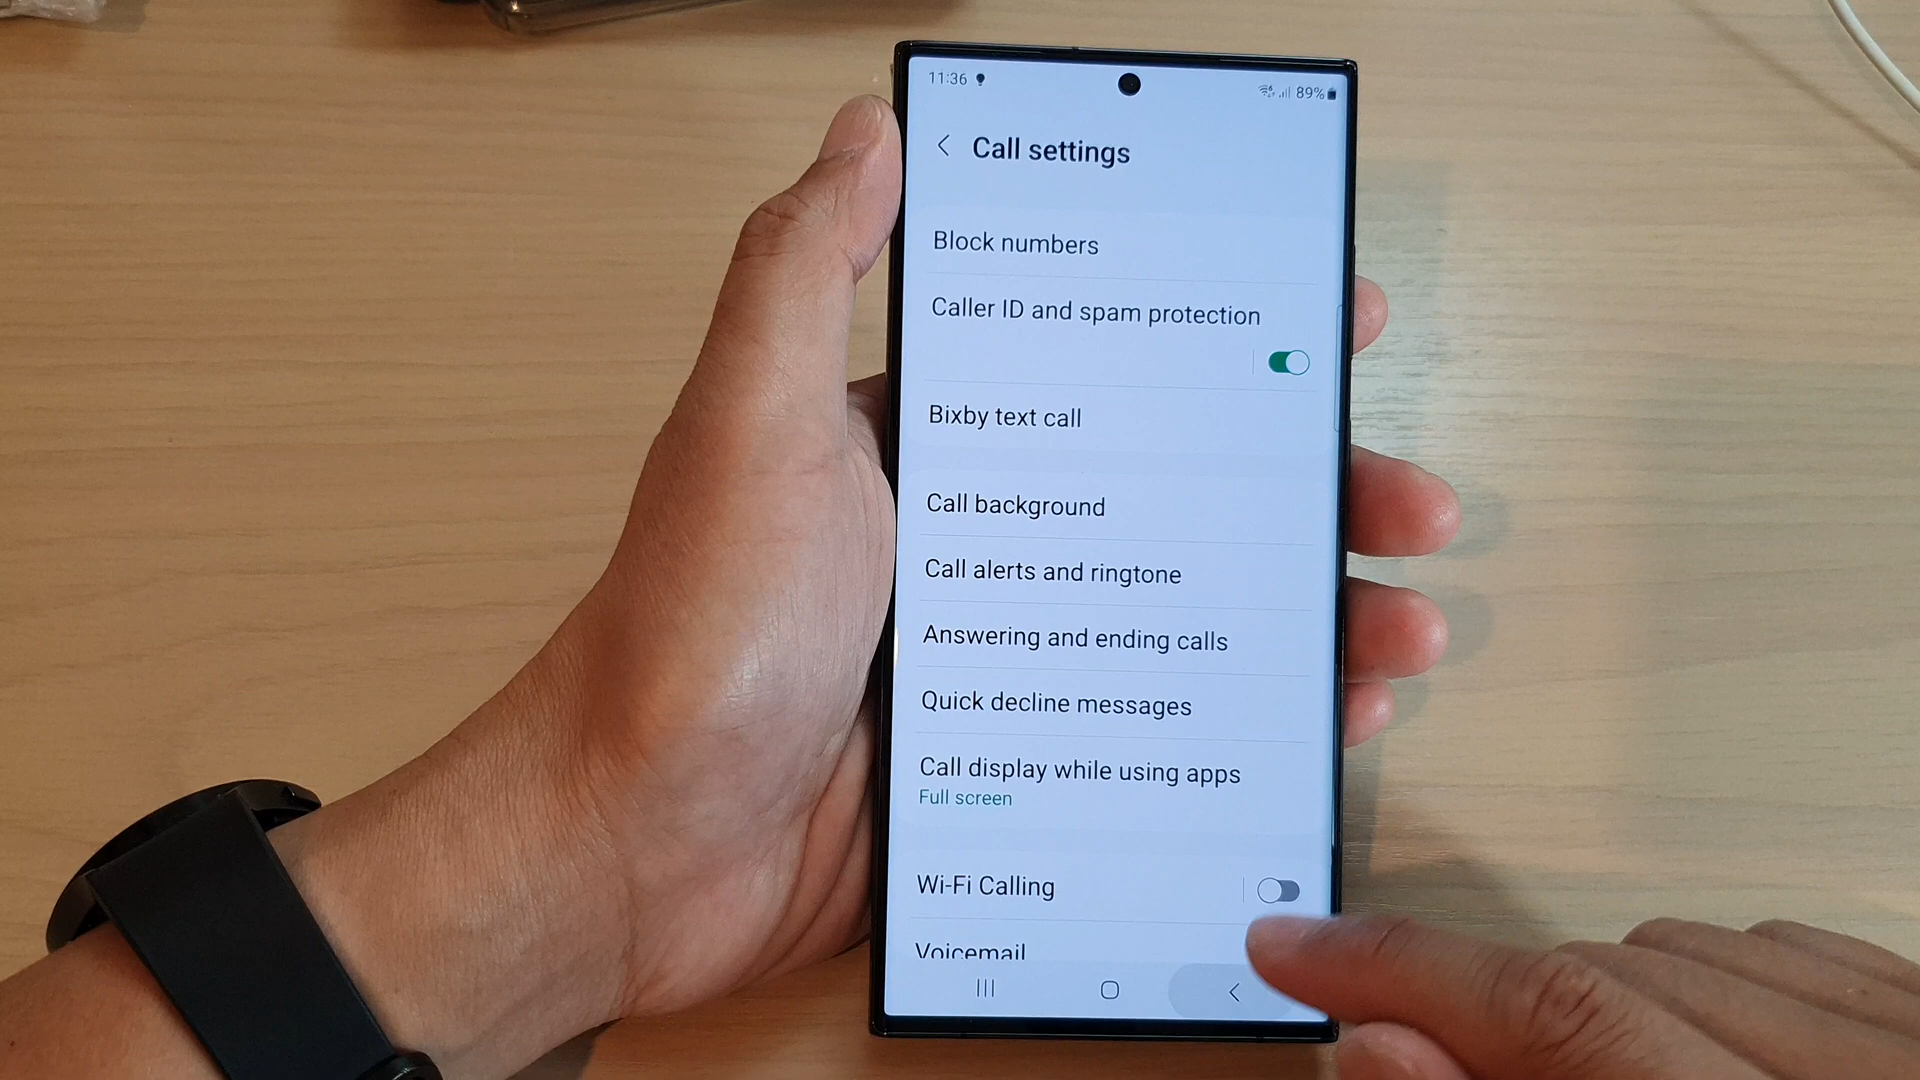 11:36
89%
Call settings
Block numbers
Caller ID and spam protection
Bixby text call
Call background
Call alerts and ringtone
Answering and ending calls
Quick decline messages
Call display while using apps
Full screen
Wi-Fi Calling
Voicemail